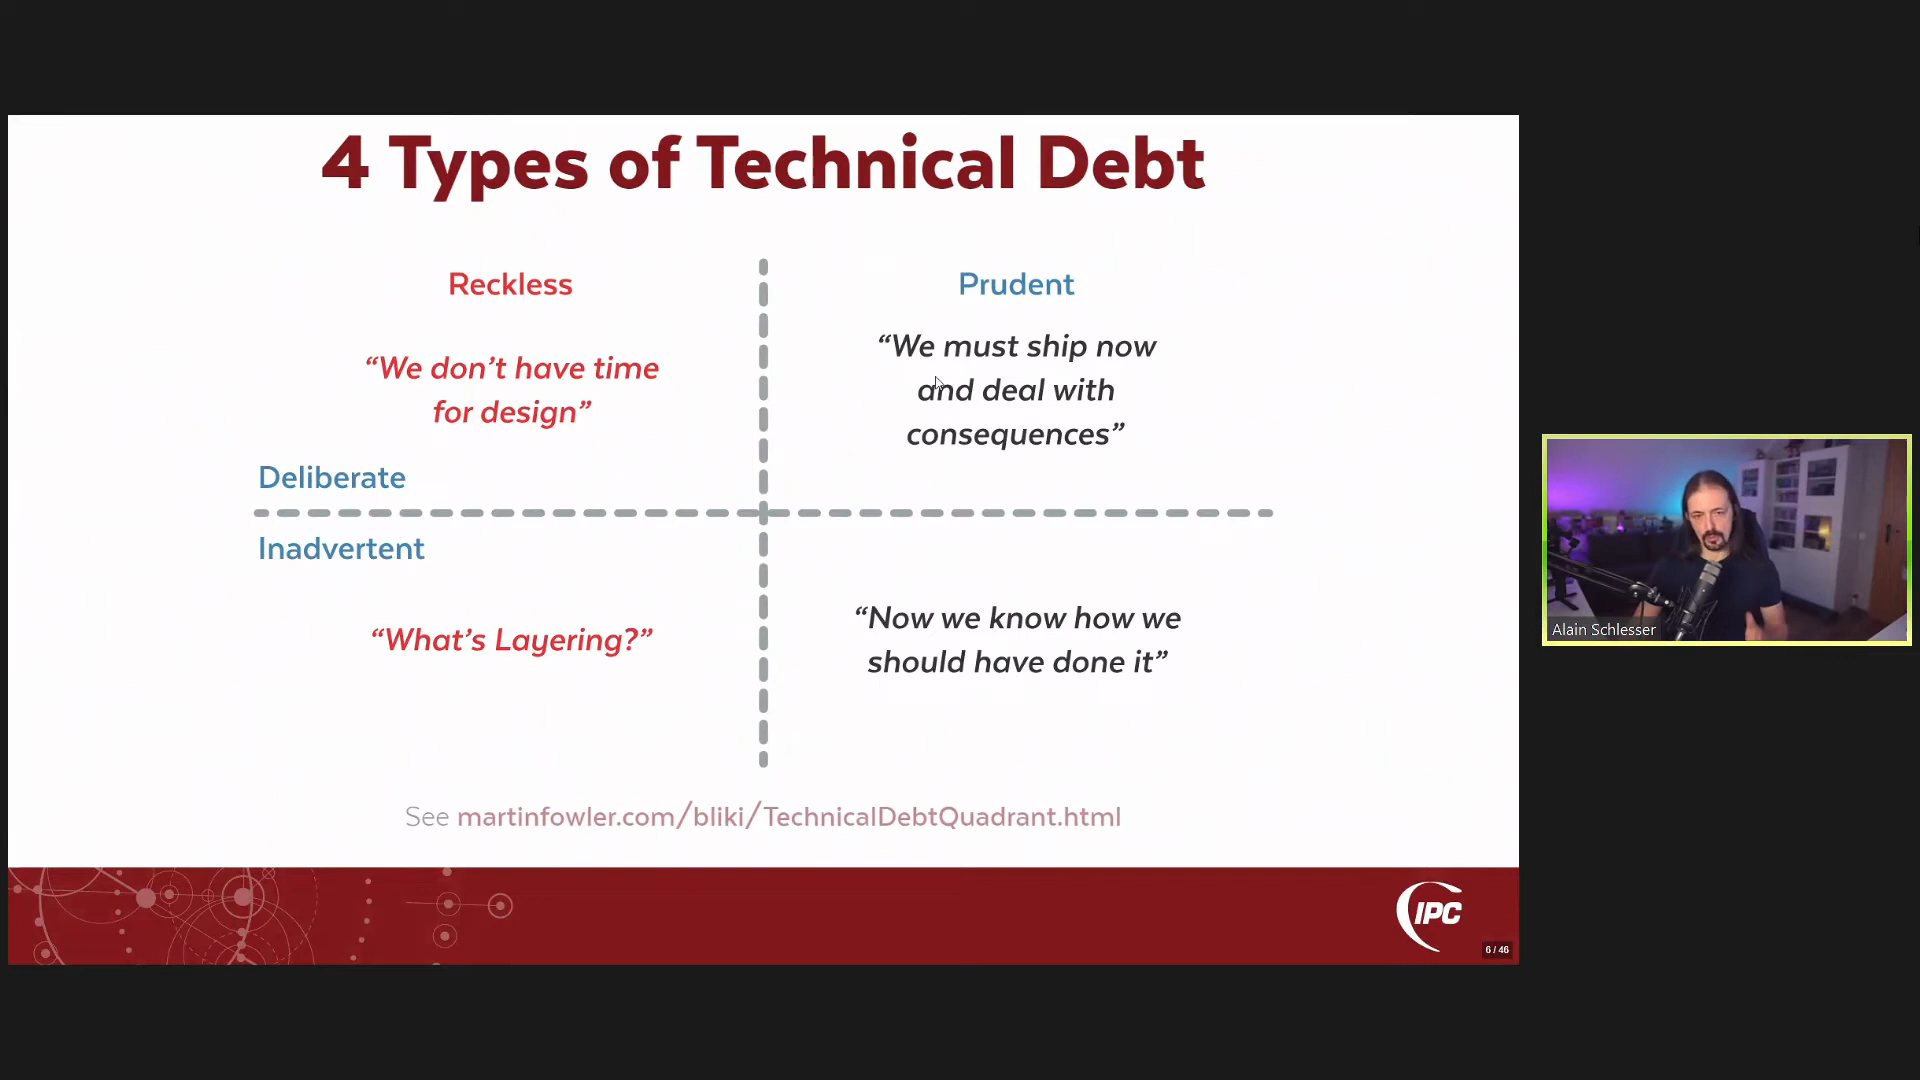 4 Types of Technical Debt
Reckless
Prudent
“We don’t have time
for design”
“We must ship now
and deal with
consequences”
Deliberate
Inadvertent
“What’s Layering?”
“Now we know how we
should have done it”
See martinfowler.com/bliki/TechnicalDebtQuadrant.html
IPC
6 / 46
Alain Schlesser